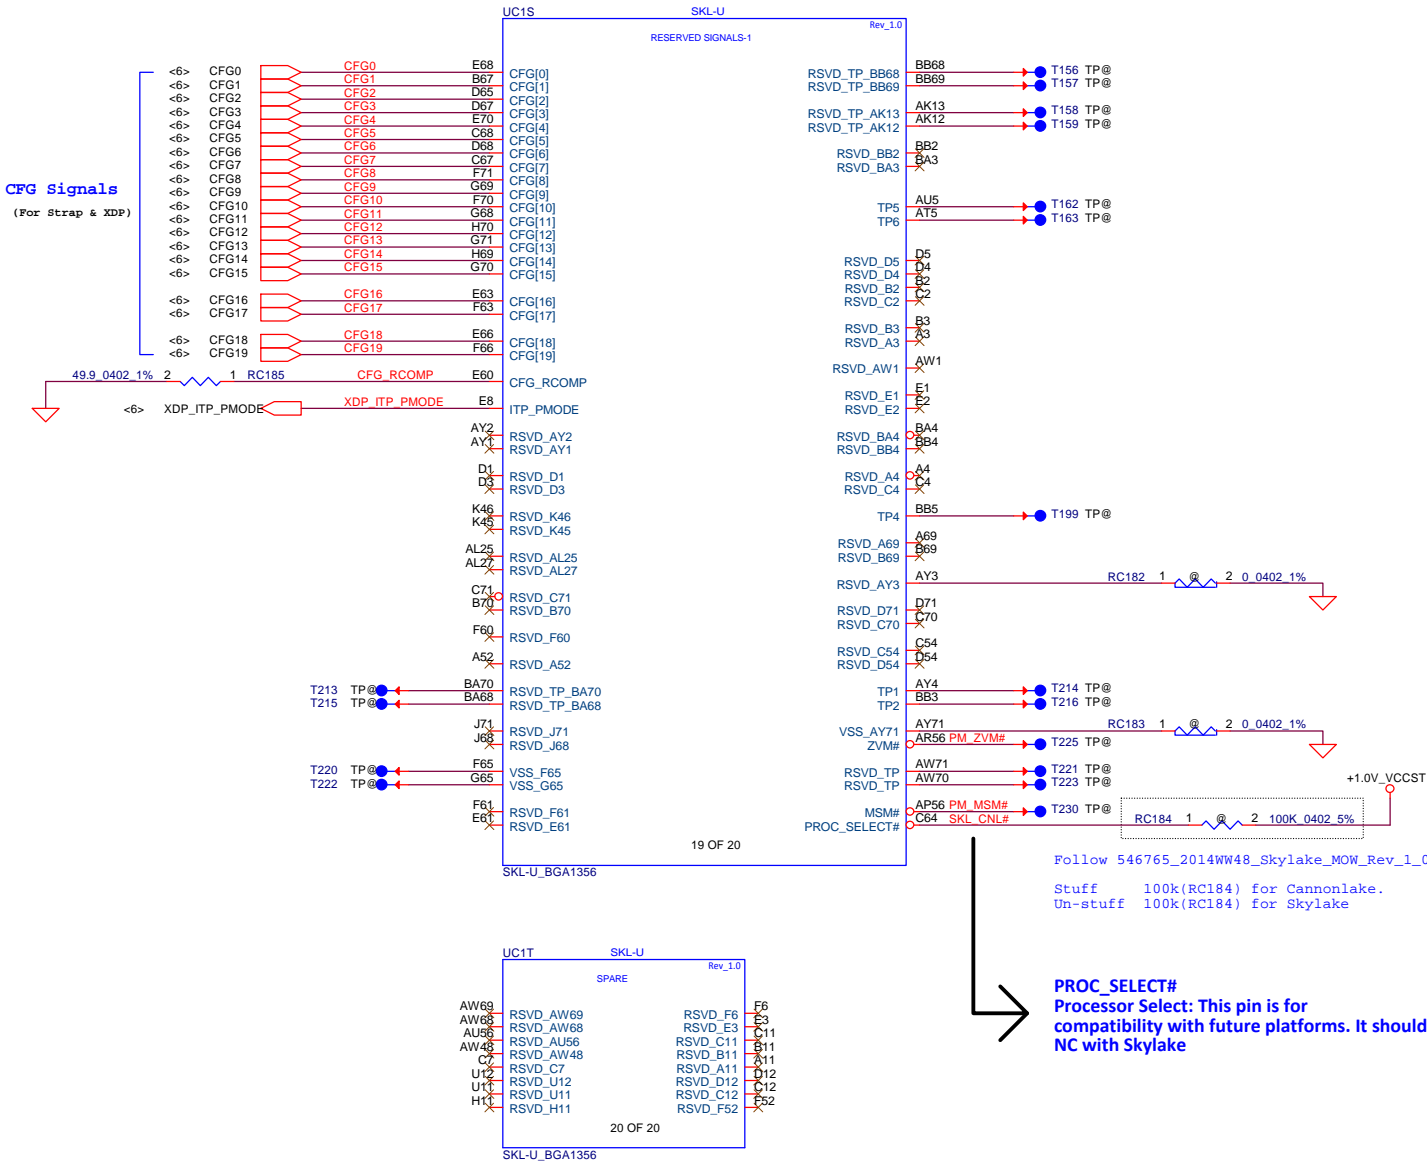 UC1S SKL-U
Rev_1.0
RESERVED SIGNALS-1
CFG Signals
(For Strap & XDP)
<6> CFG0 CFG0 E68 CFG[0]
<6> CFG1 CFG1 B67 CFG[1]
<6> CFG2 CFG2 D65 CFG[2]
<6> CFG3 CFG3 D67 CFG[3]
<6> CFG4 CFG4 E70 CFG[4]
<6> CFG5 CFG5 C68 CFG[5]
<6> CFG6 CFG6 D68 CFG[6]
<6> CFG7 CFG7 C67 CFG[7]
<6> CFG8 CFG8 F71 CFG[8]
<6> CFG9 CFG9 G69 CFG[9]
<6> CFG10 CFG10 F70 CFG[10]
<6> CFG11 CFG11 G68 CFG[11]
<6> CFG12 CFG12 H70 CFG[12]
<6> CFG13 CFG13 G71 CFG[13]
<6> CFG14 CFG14 H69 CFG[14]
<6> CFG15 CFG15 G70 CFG[15]
<6> CFG16 CFG16 E63 CFG[16]
<6> CFG17 CFG17 F63 CFG[17]
<6> CFG18 CFG18 E66 CFG[18]
<6> CFG19 CFG19 F66 CFG[19]
49.9_0402_1% 2 1 RC185 CFG_RCOMP E60 CFG_RCOMP
<6> XDP_ITP_PMODE XDP_ITP_PMODE E8 ITP_PMODE
AY2 RSVD_AY2
AY1 RSVD_AY1
D1 RSVD_D1
D3 RSVD_D3
K46 RSVD_K46
K45 RSVD_K45
AL25 RSVD_AL25
AL27 RSVD_AL27
C71 RSVD_C71
B70 RSVD_B70
F60 RSVD_F60
A52 RSVD_A52
T213 TP@ BA70 RSVD_TP_BA70
T215 TP@ BA68 RSVD_TP_BA68
J71 RSVD_J71
J68 RSVD_J68
T220 TP@ F65 VSS_F65
T222 TP@ G65 VSS_G65
F61 RSVD_F61
E61 RSVD_E61
RSVD_TP_BB68 BB68 T156 TP@
RSVD_TP_BB69 BB69 T157 TP@
RSVD_TP_AK13 AK13 T158 TP@
RSVD_TP_AK12 AK12 T159 TP@
RSVD_BB2 BB2
RSVD_BA3 BA3
TP5 AU5 T162 TP@
TP6 AT5 T163 TP@
RSVD_D5 D5
RSVD_D4 D4
RSVD_B2 B2
RSVD_C2 C2
RSVD_B3 B3
RSVD_A3 A3
RSVD_AW1 AW1
RSVD_E1 E1
RSVD_E2 E2
RSVD_BA4 BA4
RSVD_BB4 BB4
RSVD_A4 A4
RSVD_C4 C4
TP4 BB5 T199 TP@
RSVD_A69 A69
RSVD_B69 B69
RSVD_AY3 AY3 RC182 1 @ 2 0_0402_1%
RSVD_D71 D71
RSVD_C70 C70
RSVD_C54 C54
RSVD_D54 D54
TP1 AY4 T214 TP@
TP2 BB3 T216 TP@
VSS_AY71 AY71 RC183 1 @ 2 0_0402_1%
ZVM# AR56 PM_ZVM# T225 TP@
RSVD_TP AW71 T221 TP@
RSVD_TP AW70 T223 TP@
+1.0V_VCCST
MSM# AP56 PM_MSM# T230 TP@
PROC_SELECT# C64 SKL_CNL# RC184 1 @ 2 100K_0402_5%
19 OF 20
SKL-U_BGA1356
Follow 546765_2014WW48_Skylake_MOW_Rev_1_0
Stuff 100k(RC184) for Cannonlake.
Un-stuff 100k(RC184) for Skylake
PROC_SELECT#
Processor Select: This pin is for
compatibility with future platforms. It should
NC with Skylake
UC1T SKL-U
Rev_1.0
SPARE
AW69 RSVD_AW69 RSVD_F6 F6
AW68 RSVD_AW68 RSVD_E3 E3
AU56 RSVD_AU56 RSVD_C11 C11
AW48 RSVD_AW48 RSVD_B11 B11
C7 RSVD_C7 RSVD_A11 A11
U12 RSVD_U12 RSVD_D12 D12
U11 RSVD_U11 RSVD_C12 C12
H11 RSVD_H11 RSVD_F52 F52
20 OF 20
SKL-U_BGA1356